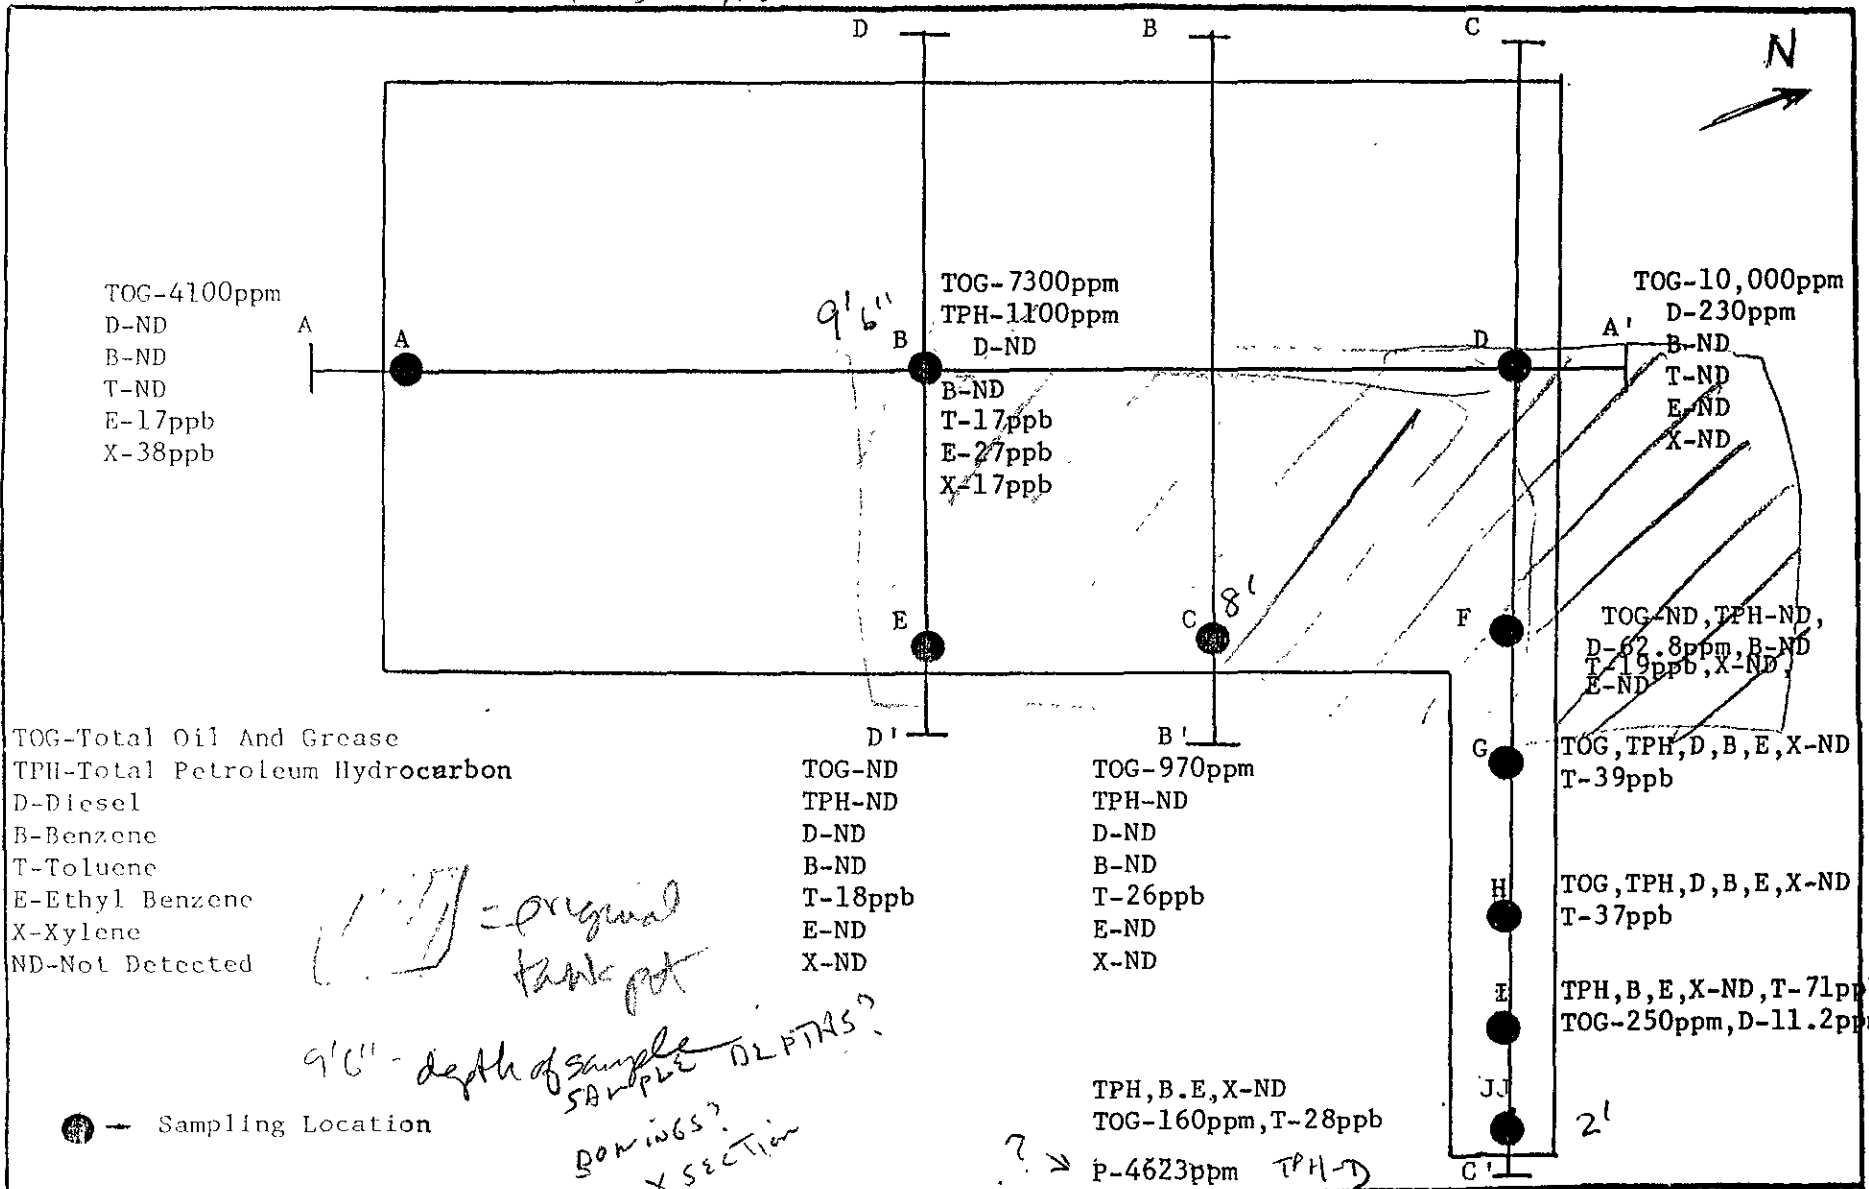 D
B
C
N
TOG-4100ppm
D-ND
B-ND
T-ND
E-17ppb
X-38ppb
A
A
9'6"
B
TOG-7300ppm
TPH-1100ppm
D-ND
B-ND
T-17ppb
E-27ppb
X-17ppb
D
A'
TOG-10,000ppm
D-230ppm
B-ND
T-ND
E-ND
X-ND
E
C
8'
F
TOG-ND,TPH-ND,
D-62.8ppm,B-ND
T-19ppb,X-ND,
E-ND
D'
B'
G
TOG,TPH,D,B,E,X-ND
T-39ppb
TOG-Total Oil And Grease
TPH-Total Petroleum Hydrocarbon
D-Diesel
B-Benzene
T-Toluene
E-Ethyl Benzene
X-Xylene
ND-Not Detected
TOG-ND
TPH-ND
D-ND
B-ND
T-18ppb
E-ND
X-ND
TOG-970ppm
TPH-ND
D-ND
B-ND
T-26ppb
E-ND
X-ND
H
TOG,TPH,D,B,E,X-ND
T-37ppb
= original
tank pit
I
TPH,B,E,X-ND,T-71pp
TOG-250ppm,D-11.2pp
9'6" - depth of sample
SAMPLE DEPTHS?
BORINGS?
X SECTION
Sampling Location
TPH,B.E,X-ND
TOG-160ppm,T-28ppb
? P-4623ppm TPH-D
JJ
2'
C'